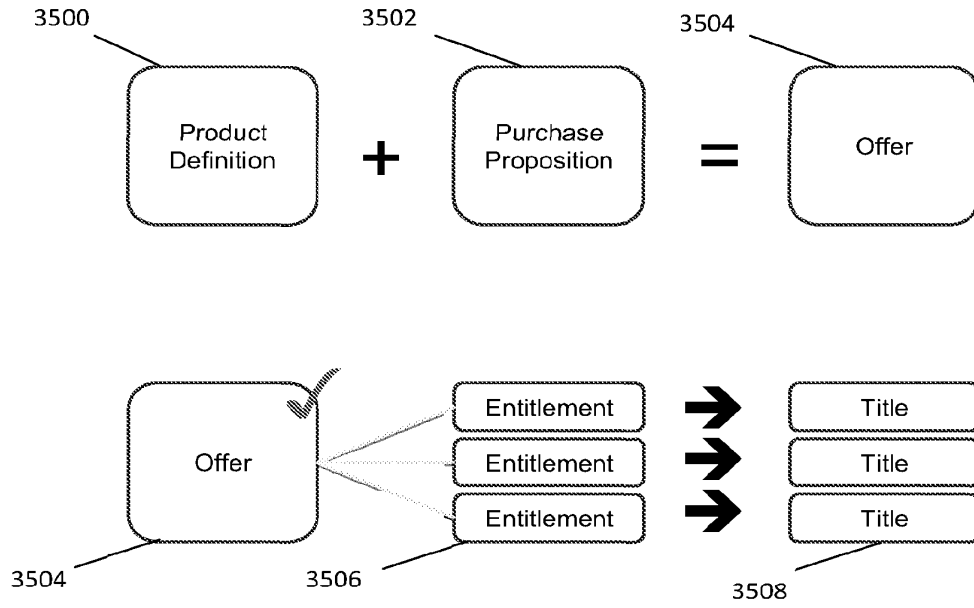 3500
3502
3504
Product
Definition
+
Purchase
Proposition
=
Offer
Offer
Entitlement
Title
Entitlement
Title
Entitlement
Title
3504
3506
3508